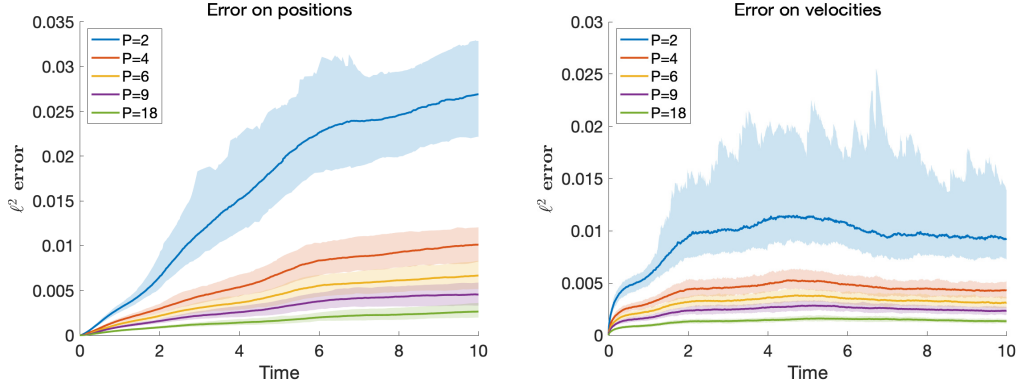 Error on positions
0.035
0.03
0.025
0.02
0.015
0.01
0.005
0
ℓ² error
P=2
P=4
P=6
P=9
P=18
0 2 4 6 8 10
Time
Error on velocities
0.03
0.025
0.02
0.015
0.01
0.005
0
ℓ² error
P=2
P=4
P=6
P=9
P=18
0 2 4 6 8 10
Time